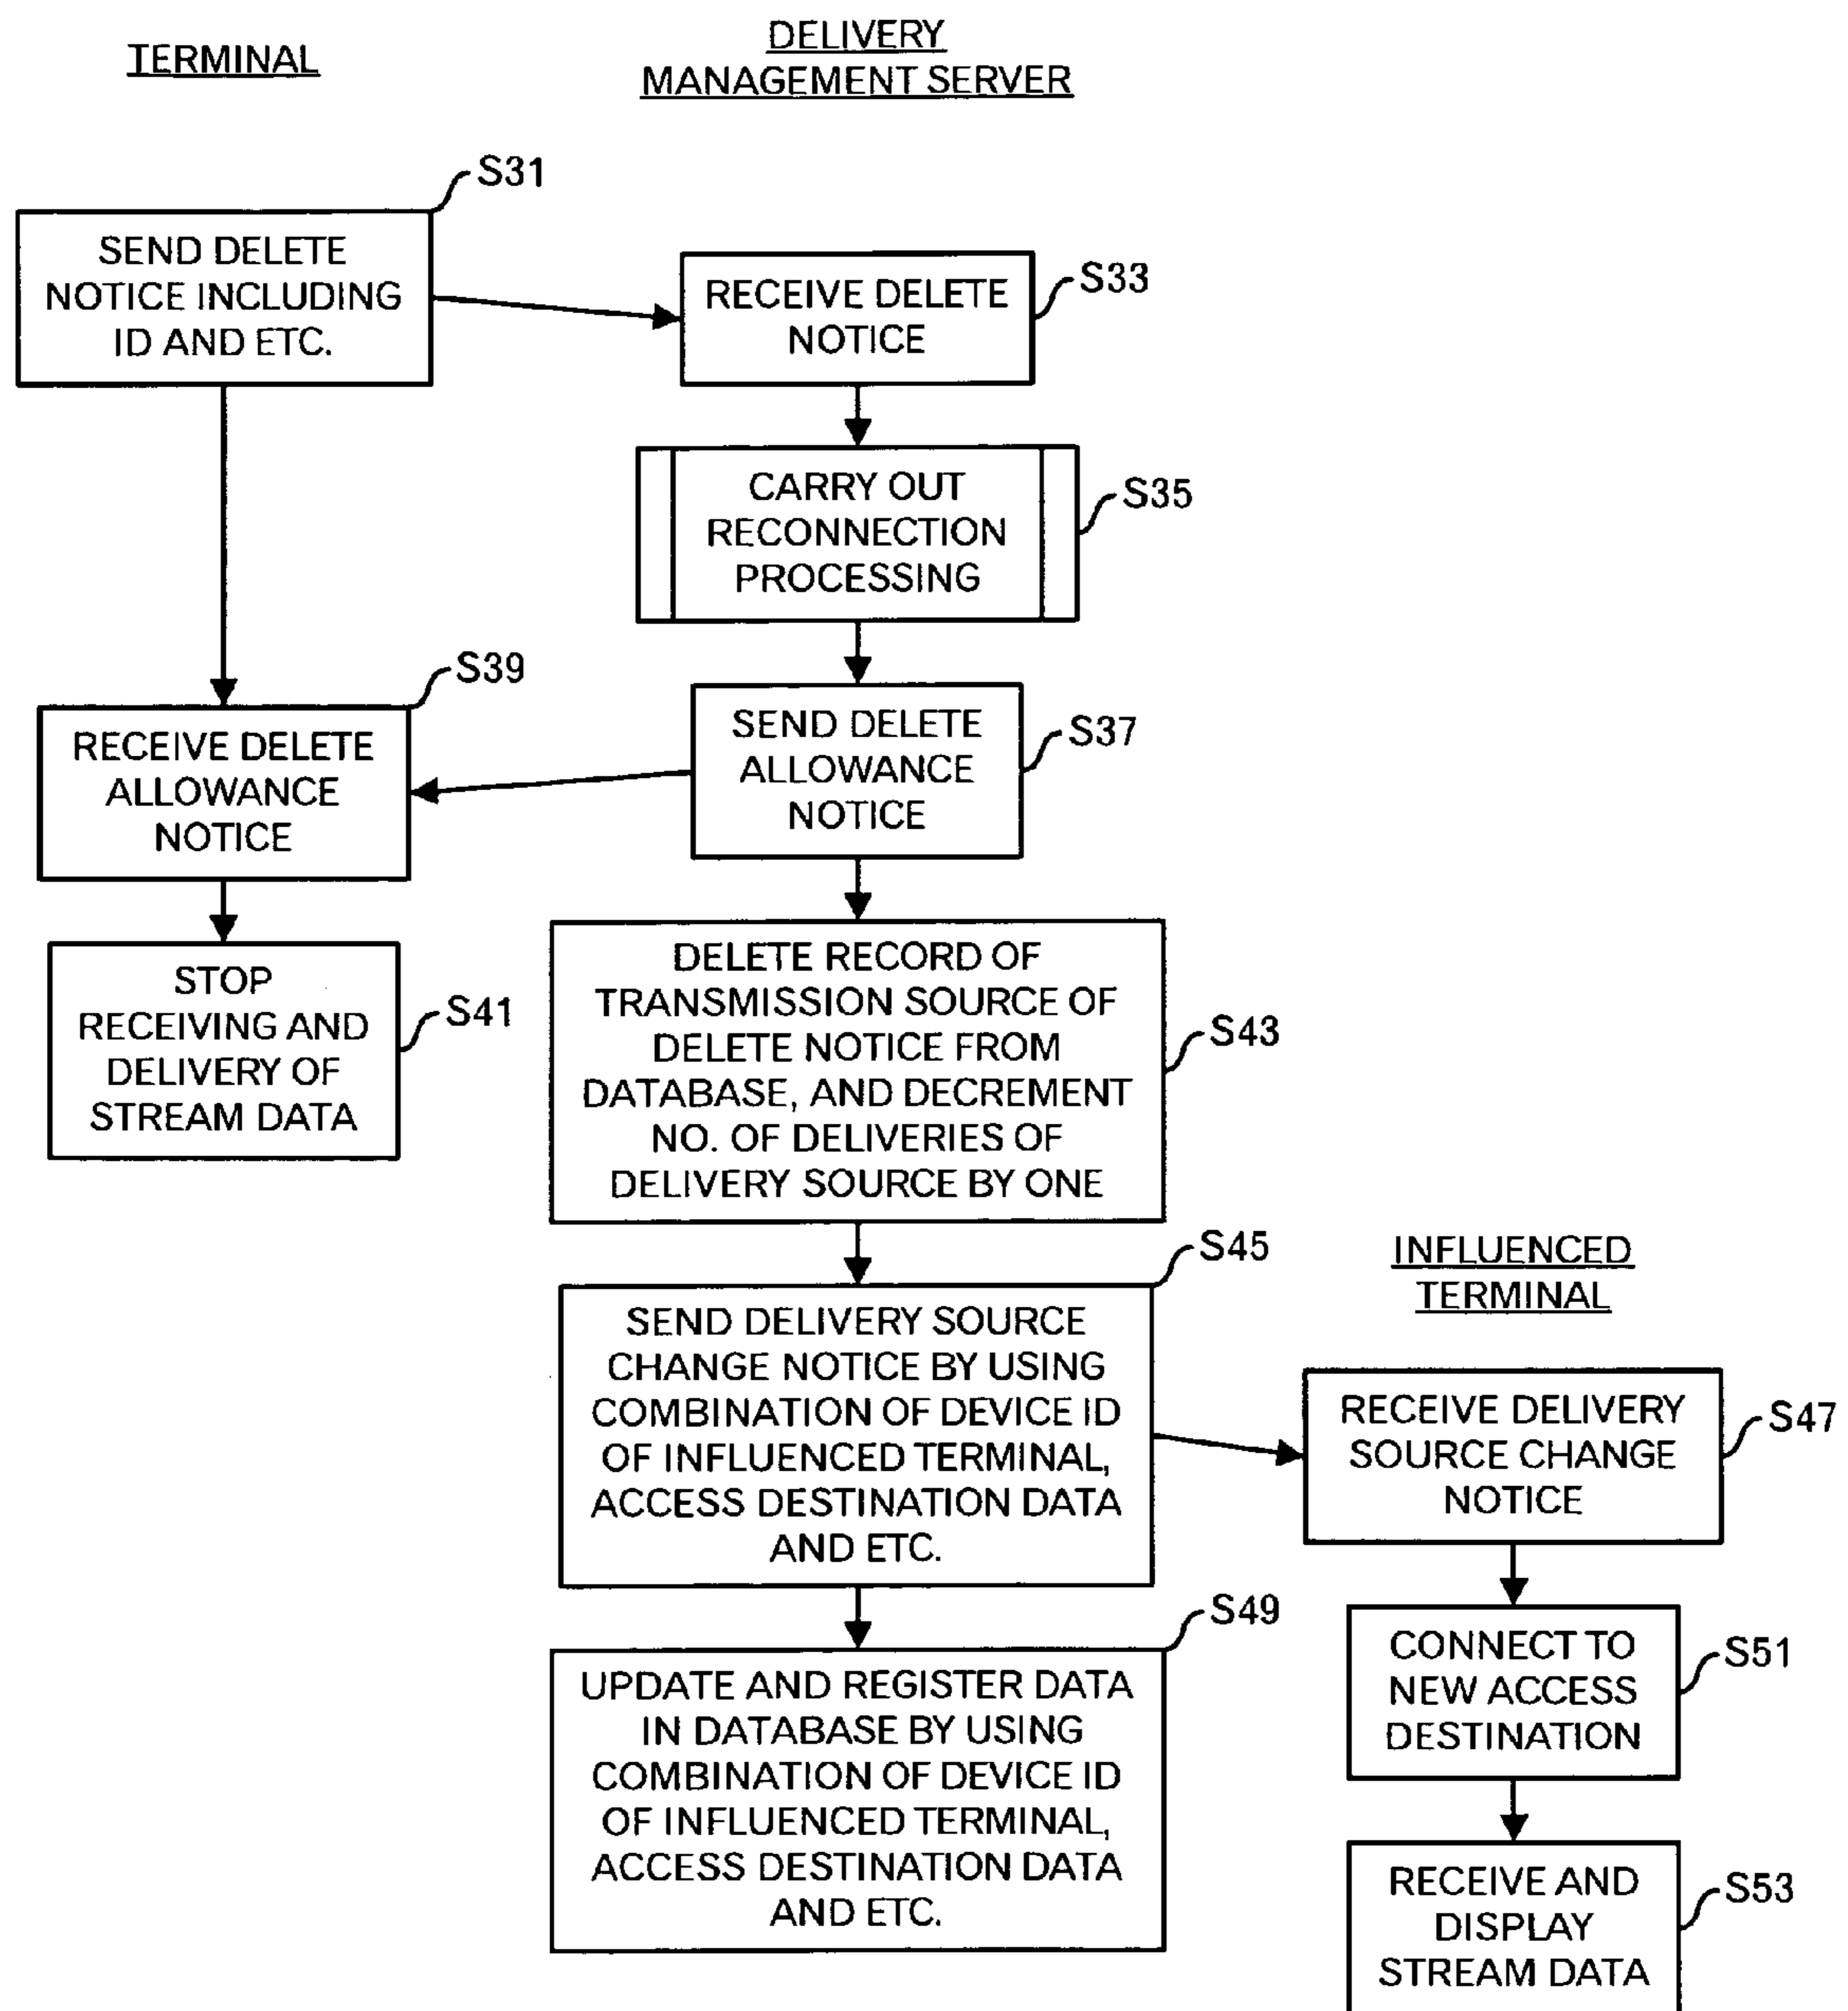 TERMINAL
DELIVERY
MANAGEMENT SERVER
S31
SEND DELETE
NOTICE INCLUDING
ID AND ETC.
S33
RECEIVE DELETE
NOTICE
S35
CARRY OUT
RECONNECTION
PROCESSING
S39
RECEIVE DELETE
ALLOWANCE
NOTICE
S37
SEND DELETE
ALLOWANCE
NOTICE
S41
STOP
RECEIVING AND
DELIVERY OF
STREAM DATA
S43
DELETE RECORD OF
TRANSMISSION SOURCE OF
DELETE NOTICE FROM
DATABASE, AND DECREMENT
NO. OF DELIVERIES OF
DELIVERY SOURCE BY ONE
S45
SEND DELIVERY SOURCE
CHANGE NOTICE BY USING
COMBINATION OF DEVICE ID
OF INFLUENCED TERMINAL,
ACCESS DESTINATION DATA
AND ETC.
INFLUENCED
TERMINAL
S47
RECEIVE DELIVERY
SOURCE CHANGE
NOTICE
S49
UPDATE AND REGISTER DATA
IN DATABASE BY USING
COMBINATION OF DEVICE ID
OF INFLUENCED TERMINAL,
ACCESS DESTINATION DATA
AND ETC.
S51
CONNECT TO
NEW ACCESS
DESTINATION
S53
RECEIVE AND
DISPLAY
STREAM DATA